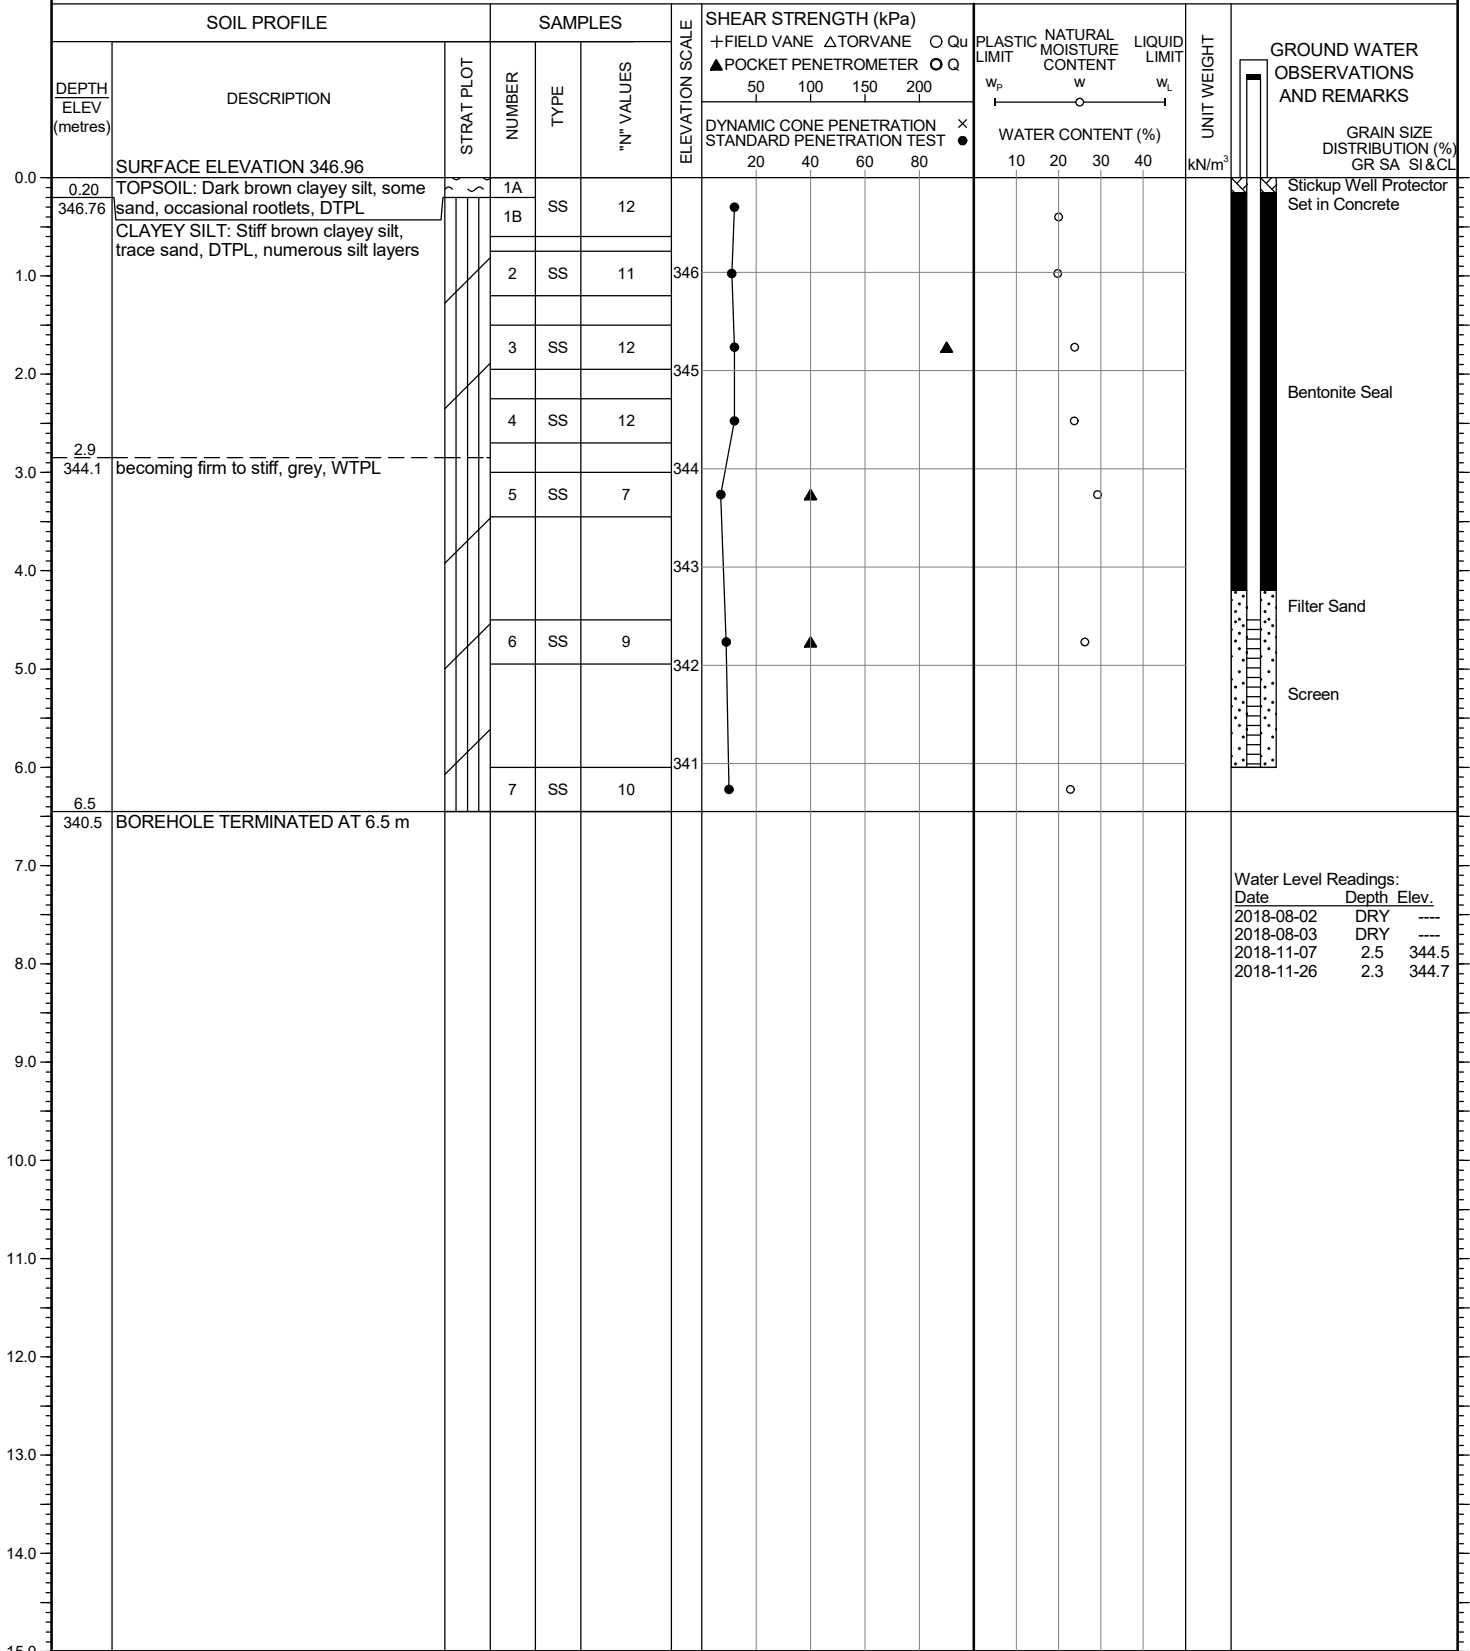 SOIL PROFILE
SAMPLES
ELEVATION SCALE
SHEAR STRENGTH (kPa)
+FIELD VANE △TORVANE ○ Qu
▲POCKET PENETROMETER O Q
50 100 150 200
DYNAMIC CONE PENETRATION ×
STANDARD PENETRATION TEST ●
20 40 60 80
PLASTIC LIMIT
NATURAL MOISTURE CONTENT
LIQUID LIMIT
wP w wL
WATER CONTENT (%)
10 20 30 40
UNIT WEIGHT
kN/m3
GROUND WATER
OBSERVATIONS
AND REMARKS
GRAIN SIZE
DISTRIBUTION (%)
GR SA SI&CL
DEPTH
ELEV
(metres)
DESCRIPTION
STRAT PLOT
NUMBER
TYPE
"N" VALUES
SURFACE ELEVATION 346.96
0.0
0.20
346.76
TOPSOIL: Dark brown clayey silt, some
sand, occasional rootlets, DTPL
CLAYEY SILT: Stiff brown clayey silt,
trace sand, DTPL, numerous silt layers
1A
1B
SS 12
Stickup Well Protector
Set in Concrete
1.0
2 SS 11
346
3 SS 12
2.0
345
Bentonite Seal
4 SS 12
2.9
344.1
becoming firm to stiff, grey, WTPL
344
3.0
5 SS 7
4.0
343
Filter Sand
6 SS 9
5.0
342
Screen
6.0
341
7 SS 10
6.5
340.5
BOREHOLE TERMINATED AT 6.5 m
7.0
Water Level Readings:
Date Depth Elev.
2018-08-02 DRY ----
2018-08-03 DRY ----
2018-11-07 2.5 344.5
2018-11-26 2.3 344.7
8.0
9.0
10.0
11.0
12.0
13.0
14.0
15.0